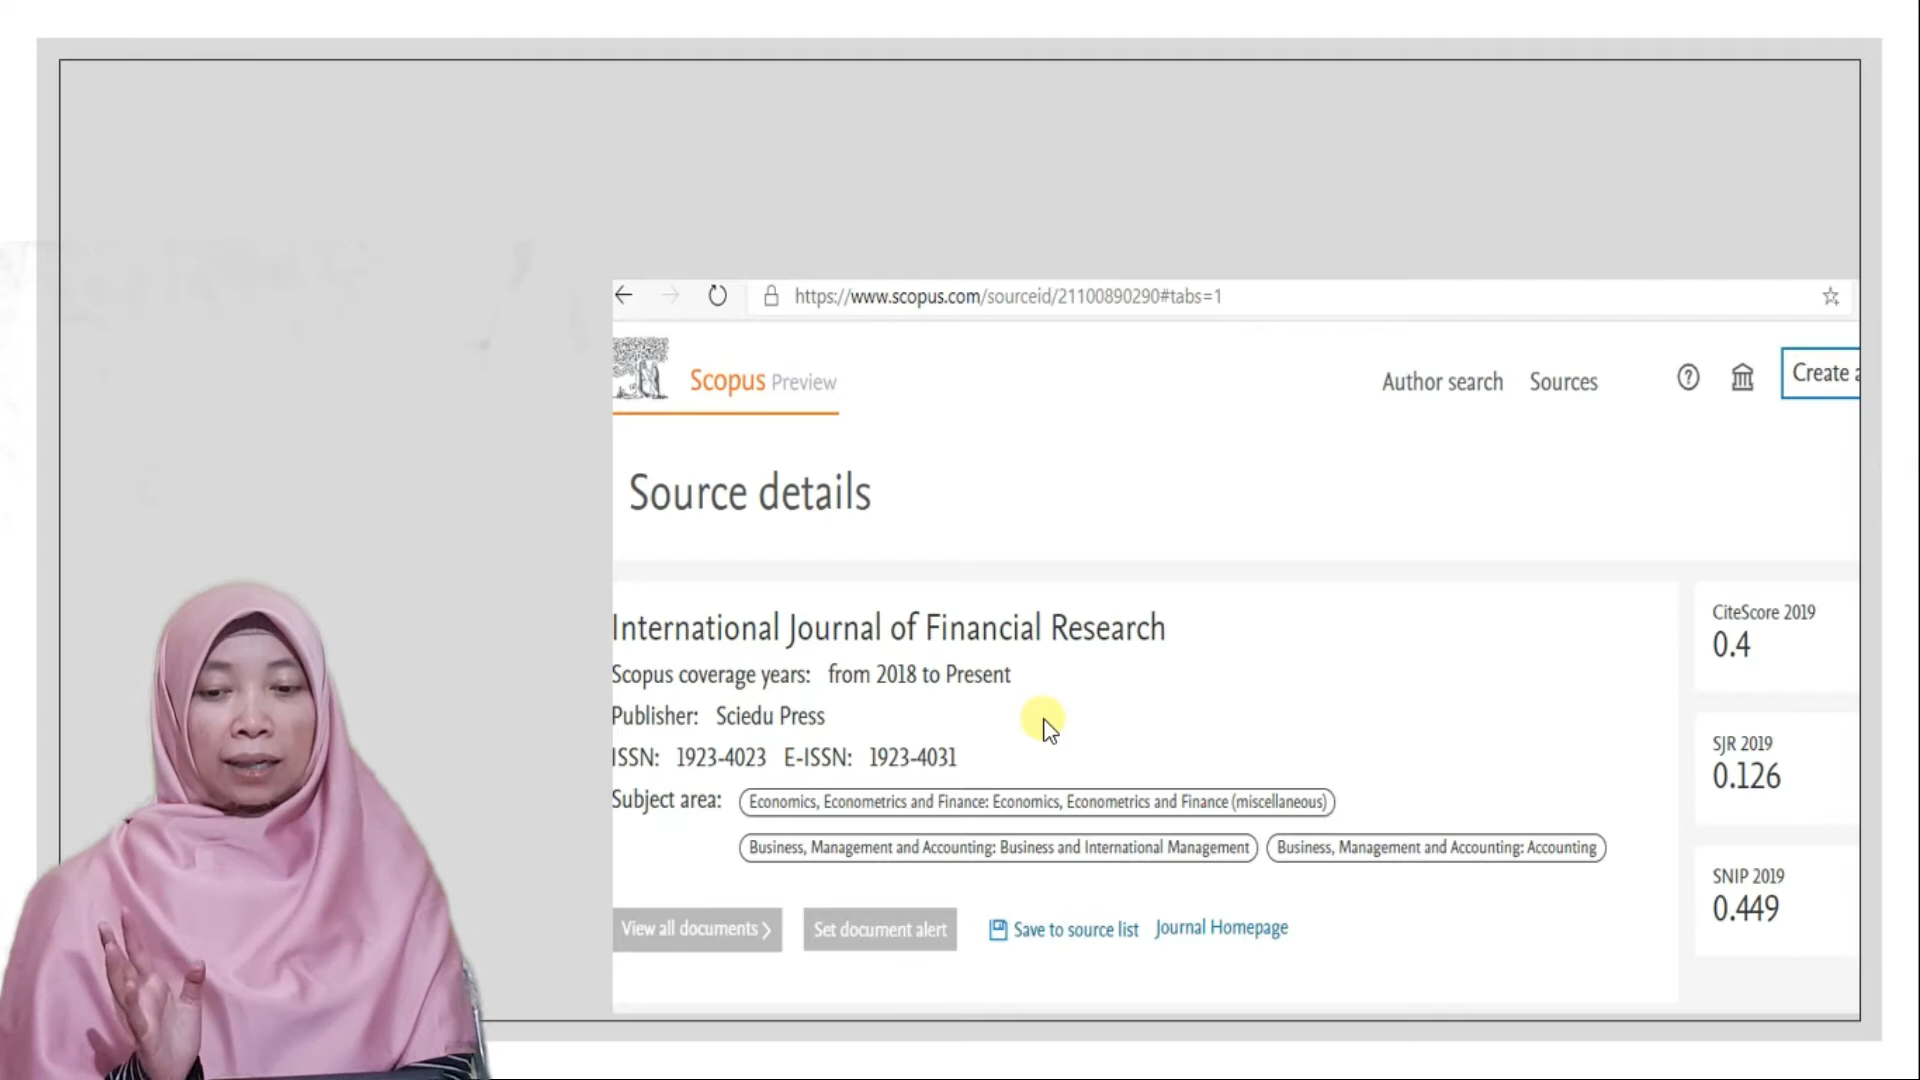 https://www.scopus.com/sourceid/21100890290#tabs=1
Scopus Preview
Author search Sources
Create
Source details
International Journal of Financial Research
Scopus coverage years: from 2018 to Present
Publisher: Sciedu Press
ISSN: 1923-4023 E-ISSN: 1923-4031
Subject area: Economics, Econometrics and Finance: Economics, Econometrics and Finance (miscellaneous)
Business, Management and Accounting: Business and International Management Business, Management and Accounting: Accounting
View all documents Set document alert Save to source list Journal Homepage
CiteScore 2019
0.4
SJR 2019
0.126
SNIP 2019
0.449